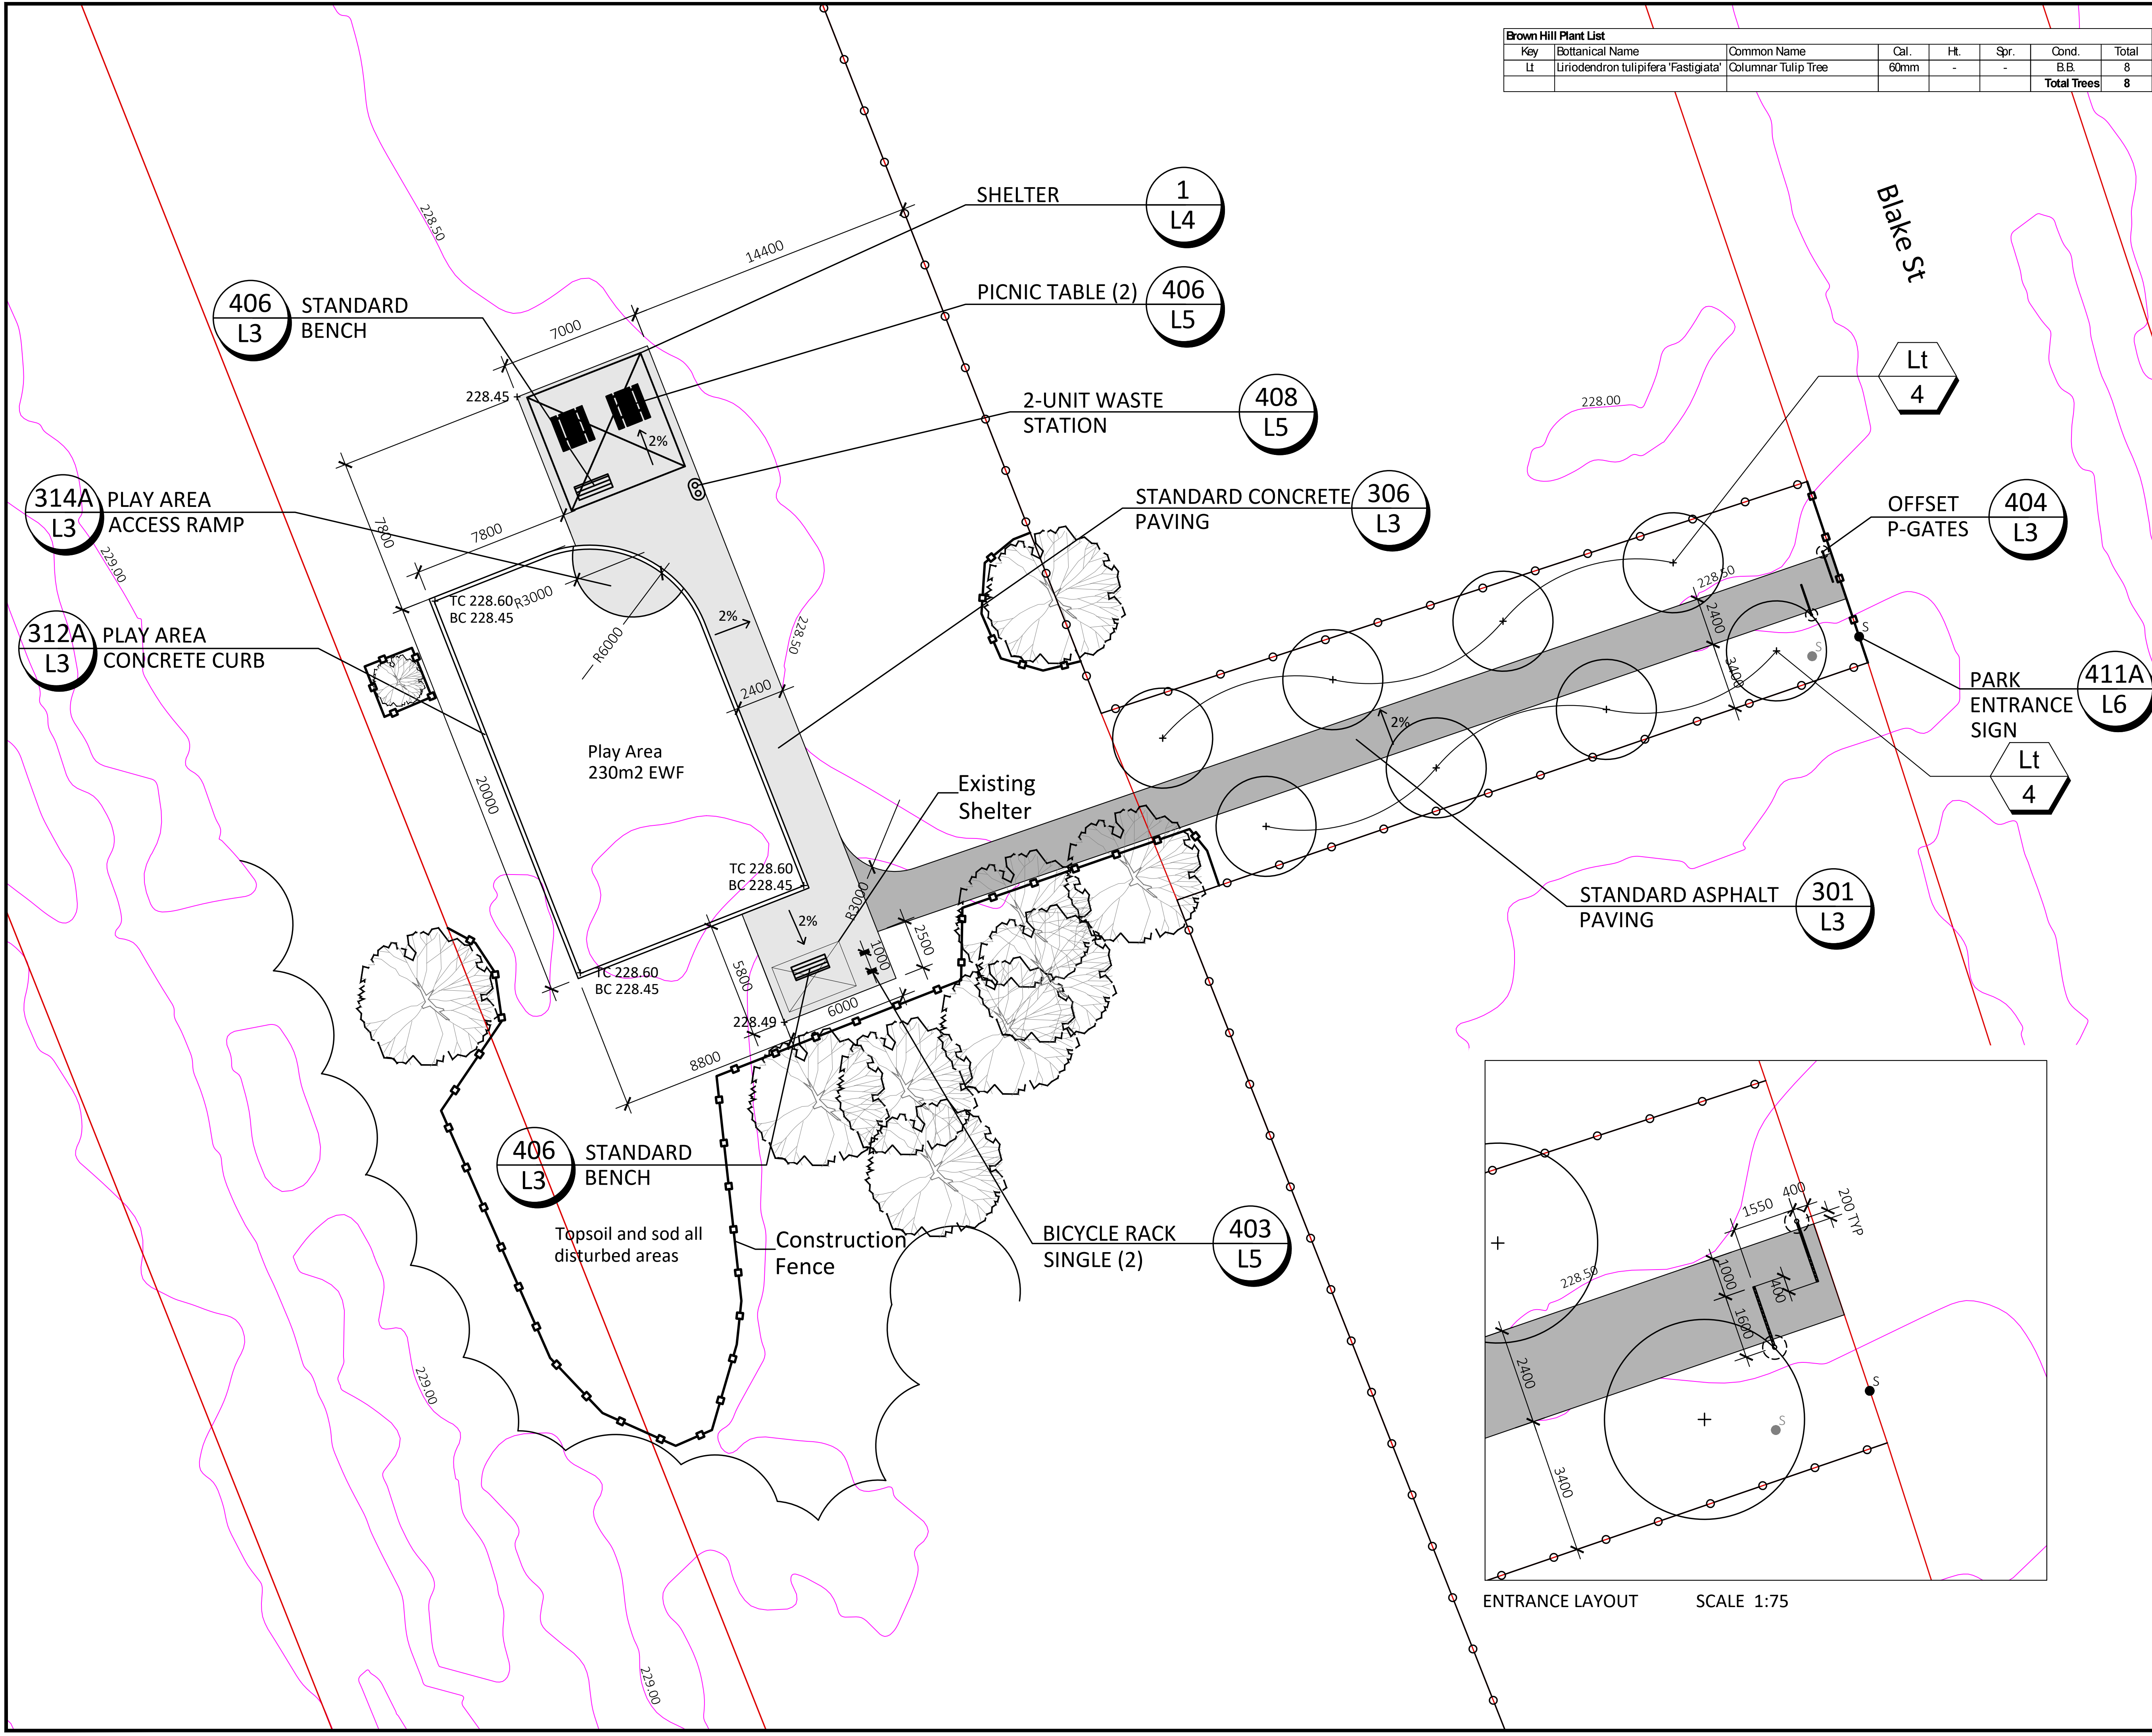 Brown Hill Plant List
Key Bottanical Name Common Name Cal. Ht. Spr. Cond. Total
Lt Liriodendron tulipifera 'Fastigiata' Columnar Tulip Tree 60mm - - B.B. 8
Total Trees 8
Blake St
228.50
14400
SHELTER
1
L4
7000
406
L3
STANDARD
BENCH
PICNIC TABLE (2)
406
L5
228.45
2%
2-UNIT WASTE
STATION
408
L5
228.00
Lt
4
314A
L3
PLAY AREA
ACCESS RAMP
7800
7800
STANDARD CONCRETE
PAVING
306
L3
OFFSET
P-GATES
404
L3
229.00
TC 228.60
BC 228.45
R3000
R6000
2%
228.50
228.50
2400
3400
S
S
312A
L3
PLAY AREA
CONCRETE CURB
2400
2%
PARK
ENTRANCE
SIGN
411A
L6
Play Area
230m2 EWF
20000
Existing
Shelter
Lt
4
TC 228.60
BC 228.45
R3000
2%
2500
1000
STANDARD ASPHALT
PAVING
301
L3
TC 228.60
BC 228.45
5800
6000
228.49
8800
406
L3
STANDARD
BENCH
Topsoil and sod all
disturbed areas
Construction
Fence
BICYCLE RACK
SINGLE (2)
403
L5
229.00
229.00
1550
400
200 TYP
228.50
1000
400
1600
2400
3400
S
S
ENTRANCE LAYOUT SCALE 1:75